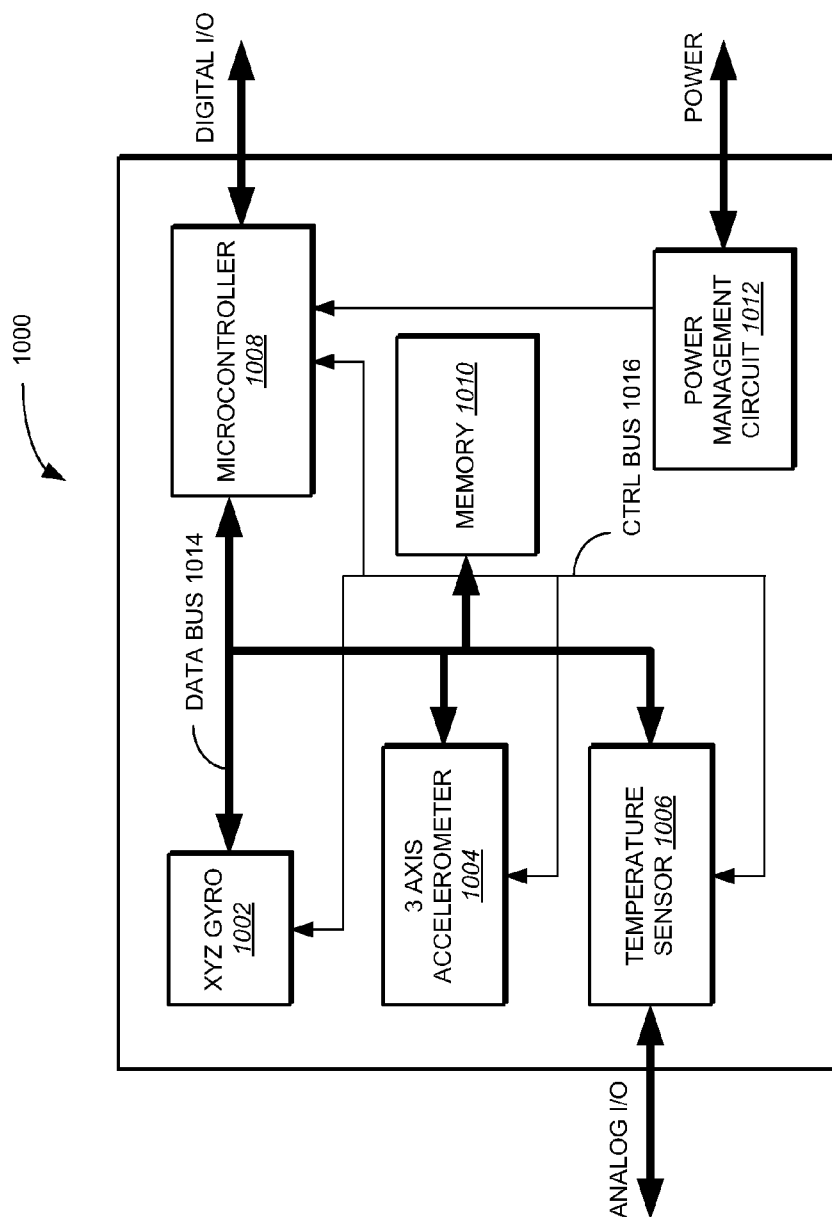 1000
DIGITAL I/O
POWER
MICROCONTROLLER
1008
MEMORY 1010
POWER
MANAGEMENT
CIRCUIT 1012
DATA BUS 1014
CTRL BUS 1016
XYZ GYRO
1002
3 AXIS
ACCELEROMETER
1004
TEMPERATURE
SENSOR 1006
ANALOG I/O